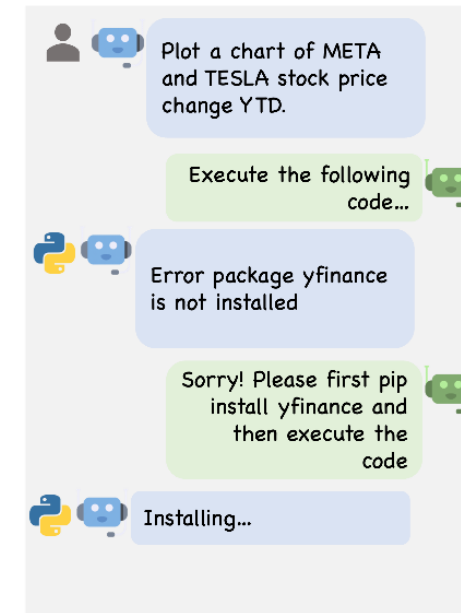 Plot a chart of META
and TESLA stock price
change YTD.
Execute the following
code...
Error package yfinance
is not installed
Sorry! Please first pip
install yfinance and
then execute the
code
Installing...